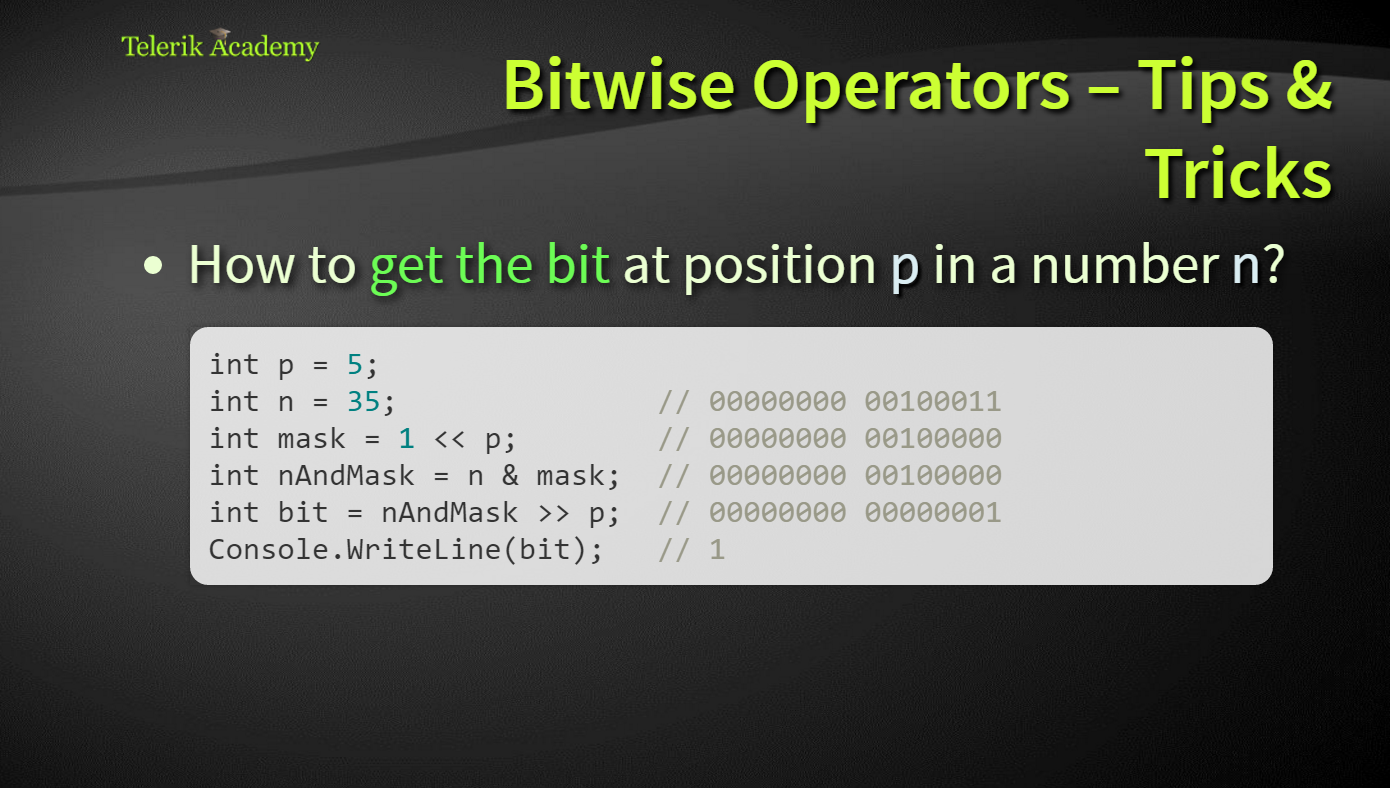 Telerik Academy
Bitwise Operators – Tips &
Tricks
• How to get the bit at position p in a number n?
int p = 5;
int n = 35;               // 00000000 00100011
int mask = 1 << p;        // 00000000 00100000
int nAndMask = n & mask;  // 00000000 00100000
int bit = nAndMask >> p;  // 00000000 00000001
Console.WriteLine(bit);   // 1